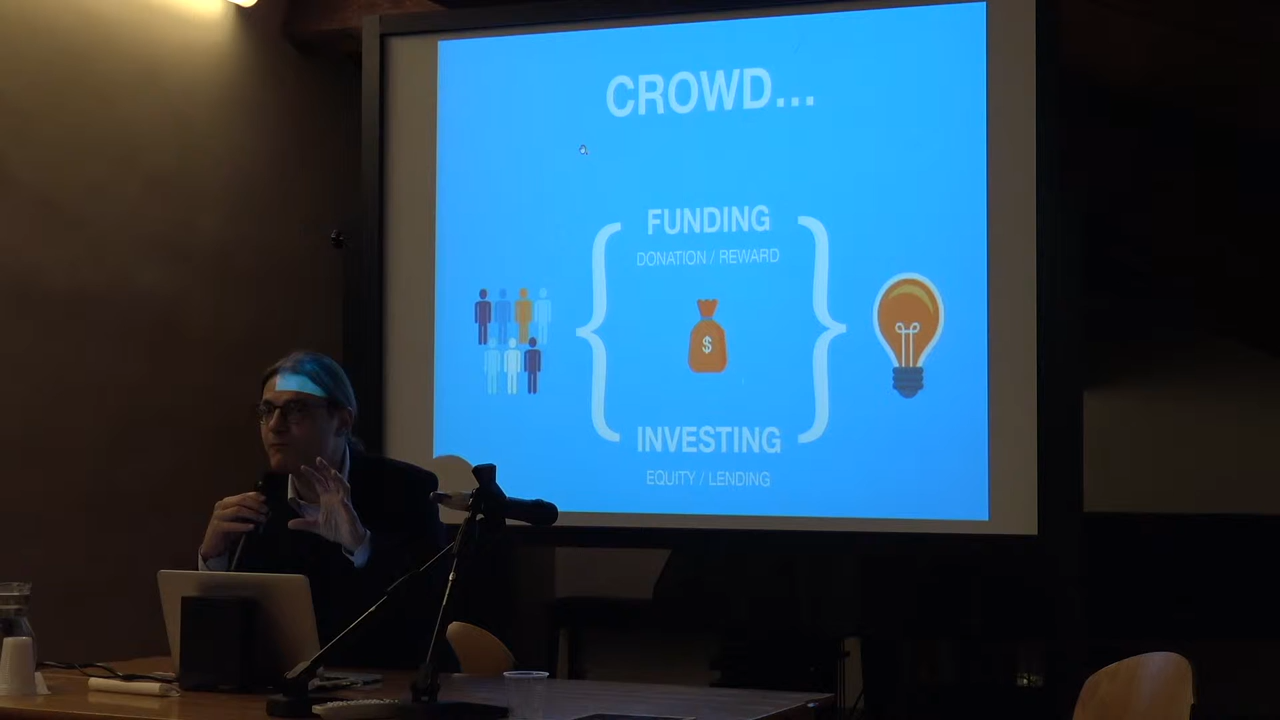 CROWD...
FUNDING
DONATION / REWARD
$
INVESTING
EQUITY / LENDING